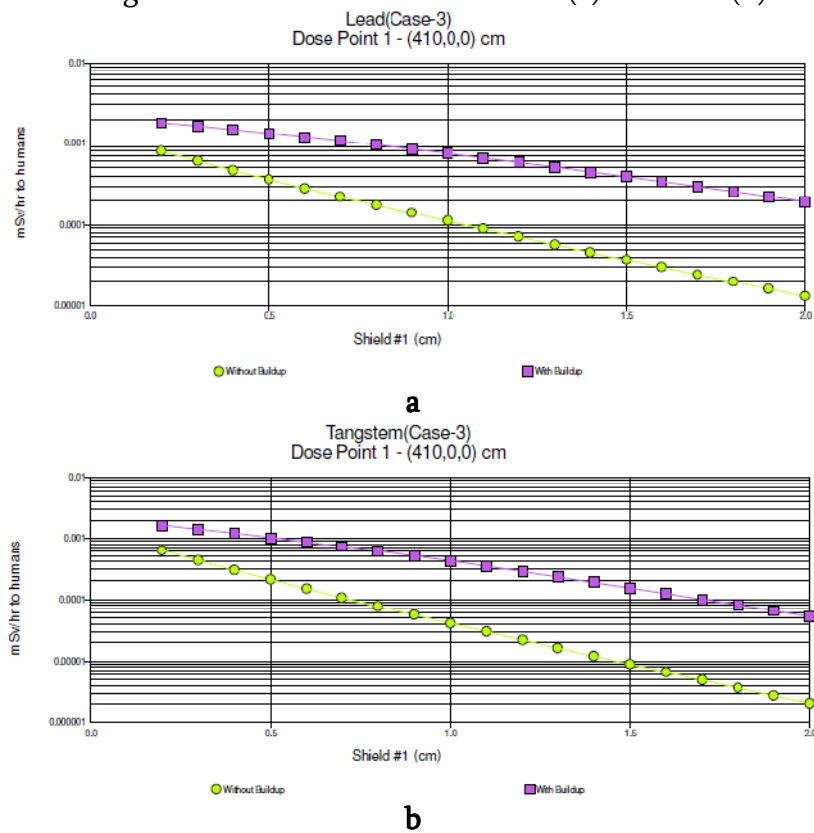 Lead(Case-3)
Dose Point 1 - (410,0,0) cm
0.01
0.001
0.0001
0.00001
mSv/hr to humans
0.0 0.5 1.0 1.5 2.0
Shield #1 (cm)
Without Buildup With Buildup
a
Tangstem(Case-3)
Dose Point 1 - (410,0,0) cm
0.01
0.001
0.0001
0.00001
0.000001
mSv/hr to humans
0.0 0.5 1.0 1.5 2.0
Shield #1 (cm)
Without Buildup With Buildup
b